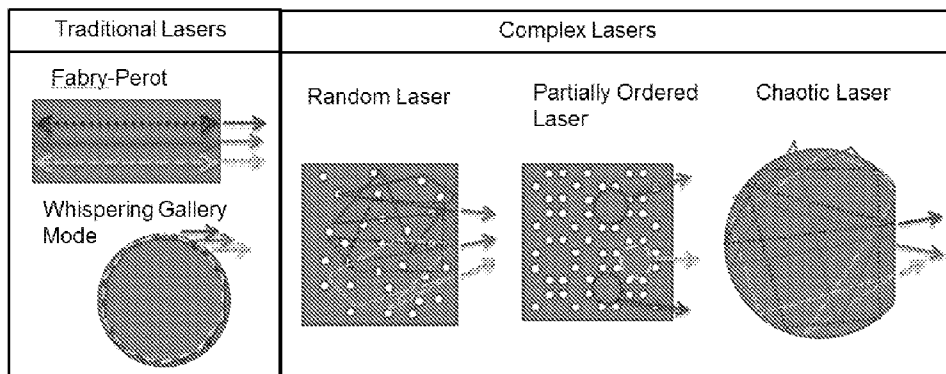 Traditional Lasers
Complex Lasers
Fabry-Perot
Whispering Gallery
Mode
Random Laser
Partially Ordered
Laser
Chaotic Laser